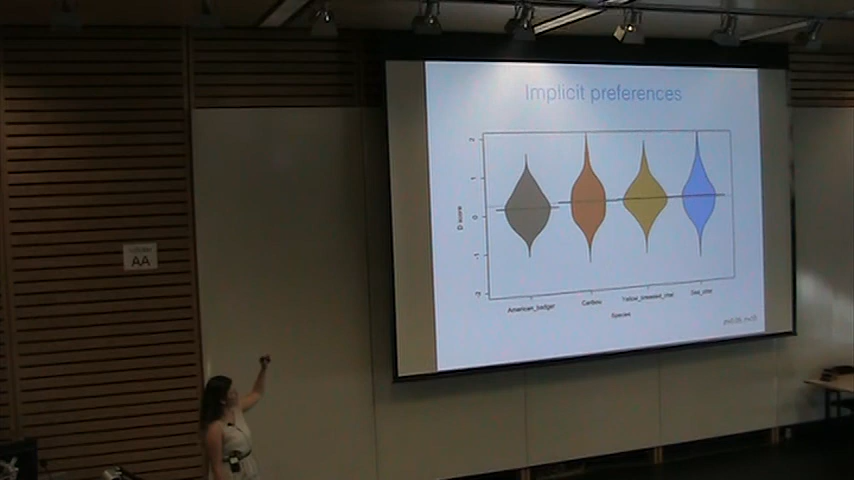 Implicit preferences
2
1
0
-1
-2
D score
American_badger
Caribou
Yellow_breasted_chat
Sea_otter
Species
AA